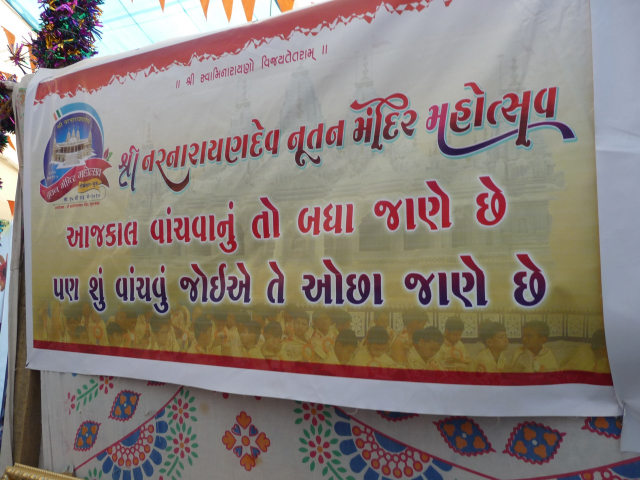 ॥ શ્રી સ્વામિનારાયણો વિજયતેતરામ્ ॥
શ્રી નરનારાયણદેવ નૂતન મંદિર મહોત્સવ
આજકાલ વાંચવાનું તો બધા જાણે છે
પણ શું વાંચવું જોઈએ તે ઓછા જાણે છે